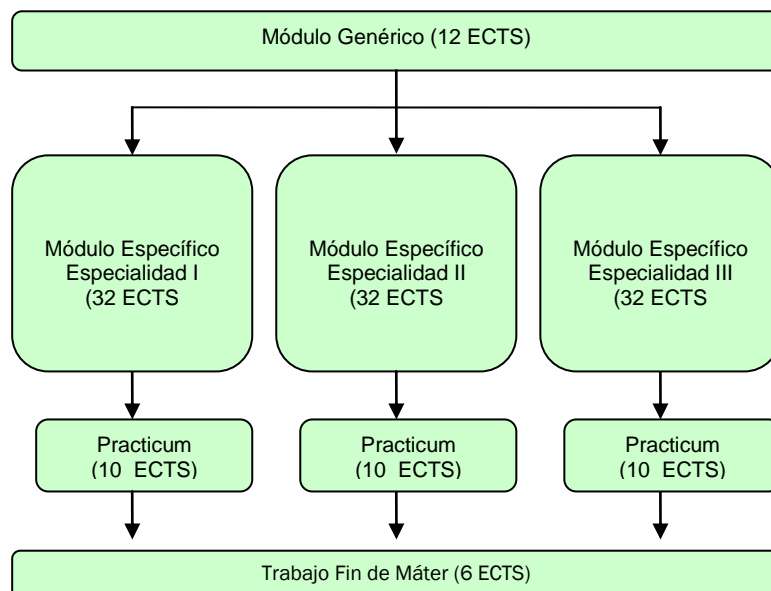 Módulo Genérico (12 ECTS)
Módulo Específico
Especialidad I
(32 ECTS
Módulo Específico
Especialidad II
(32 ECTS
Módulo Específico
Especialidad III
(32 ECTS
Practicum
(10 ECTS)
Practicum
(10 ECTS)
Practicum
(10 ECTS)
Trabajo Fin de Máter (6 ECTS)